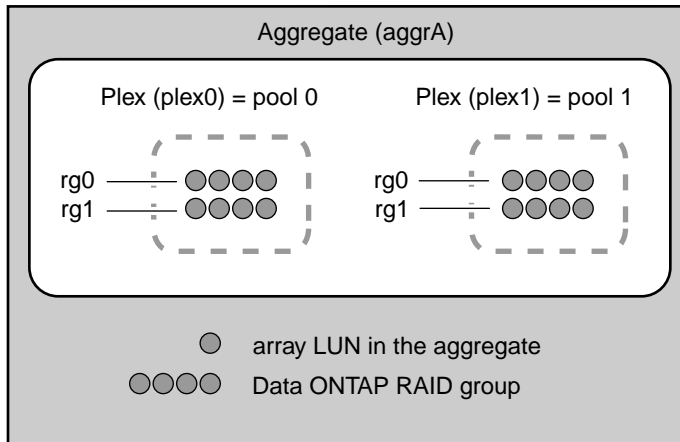 Aggregate (aggrA)
Plex (plex0) = pool 0
Plex (plex1) = pool 1
rg0
rg1
rg0
rg1
array LUN in the aggregate
Data ONTAP RAID group